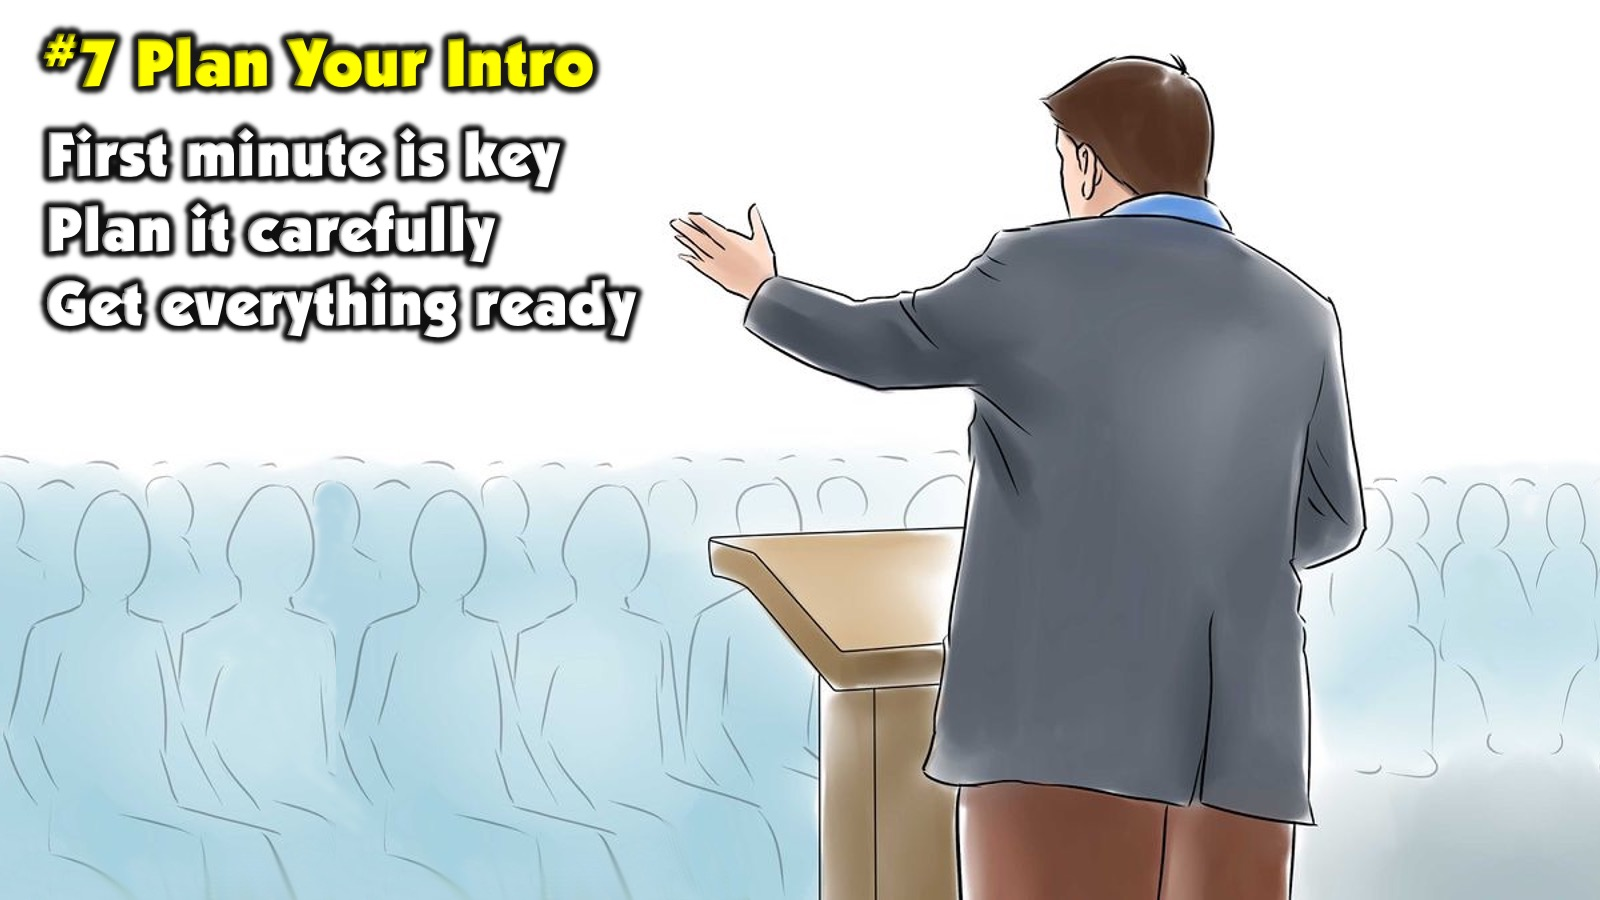 #7 Plan Your Intro
First minute is key
Plan it carefully
Get everything ready